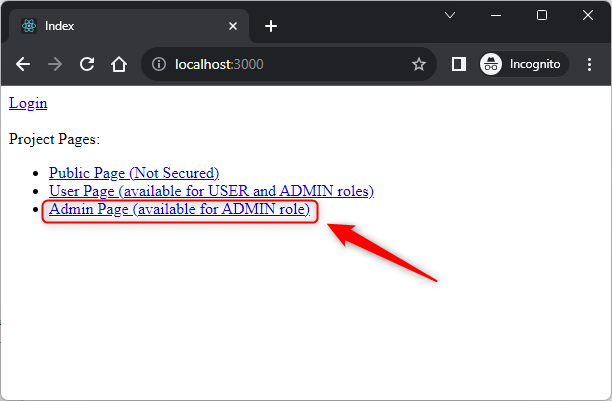 Index
localhost:3000
Incognito
Login
Project Pages:
Public Page (Not Secured)
User Page (available for USER and ADMIN roles)
Admin Page (available for ADMIN role)